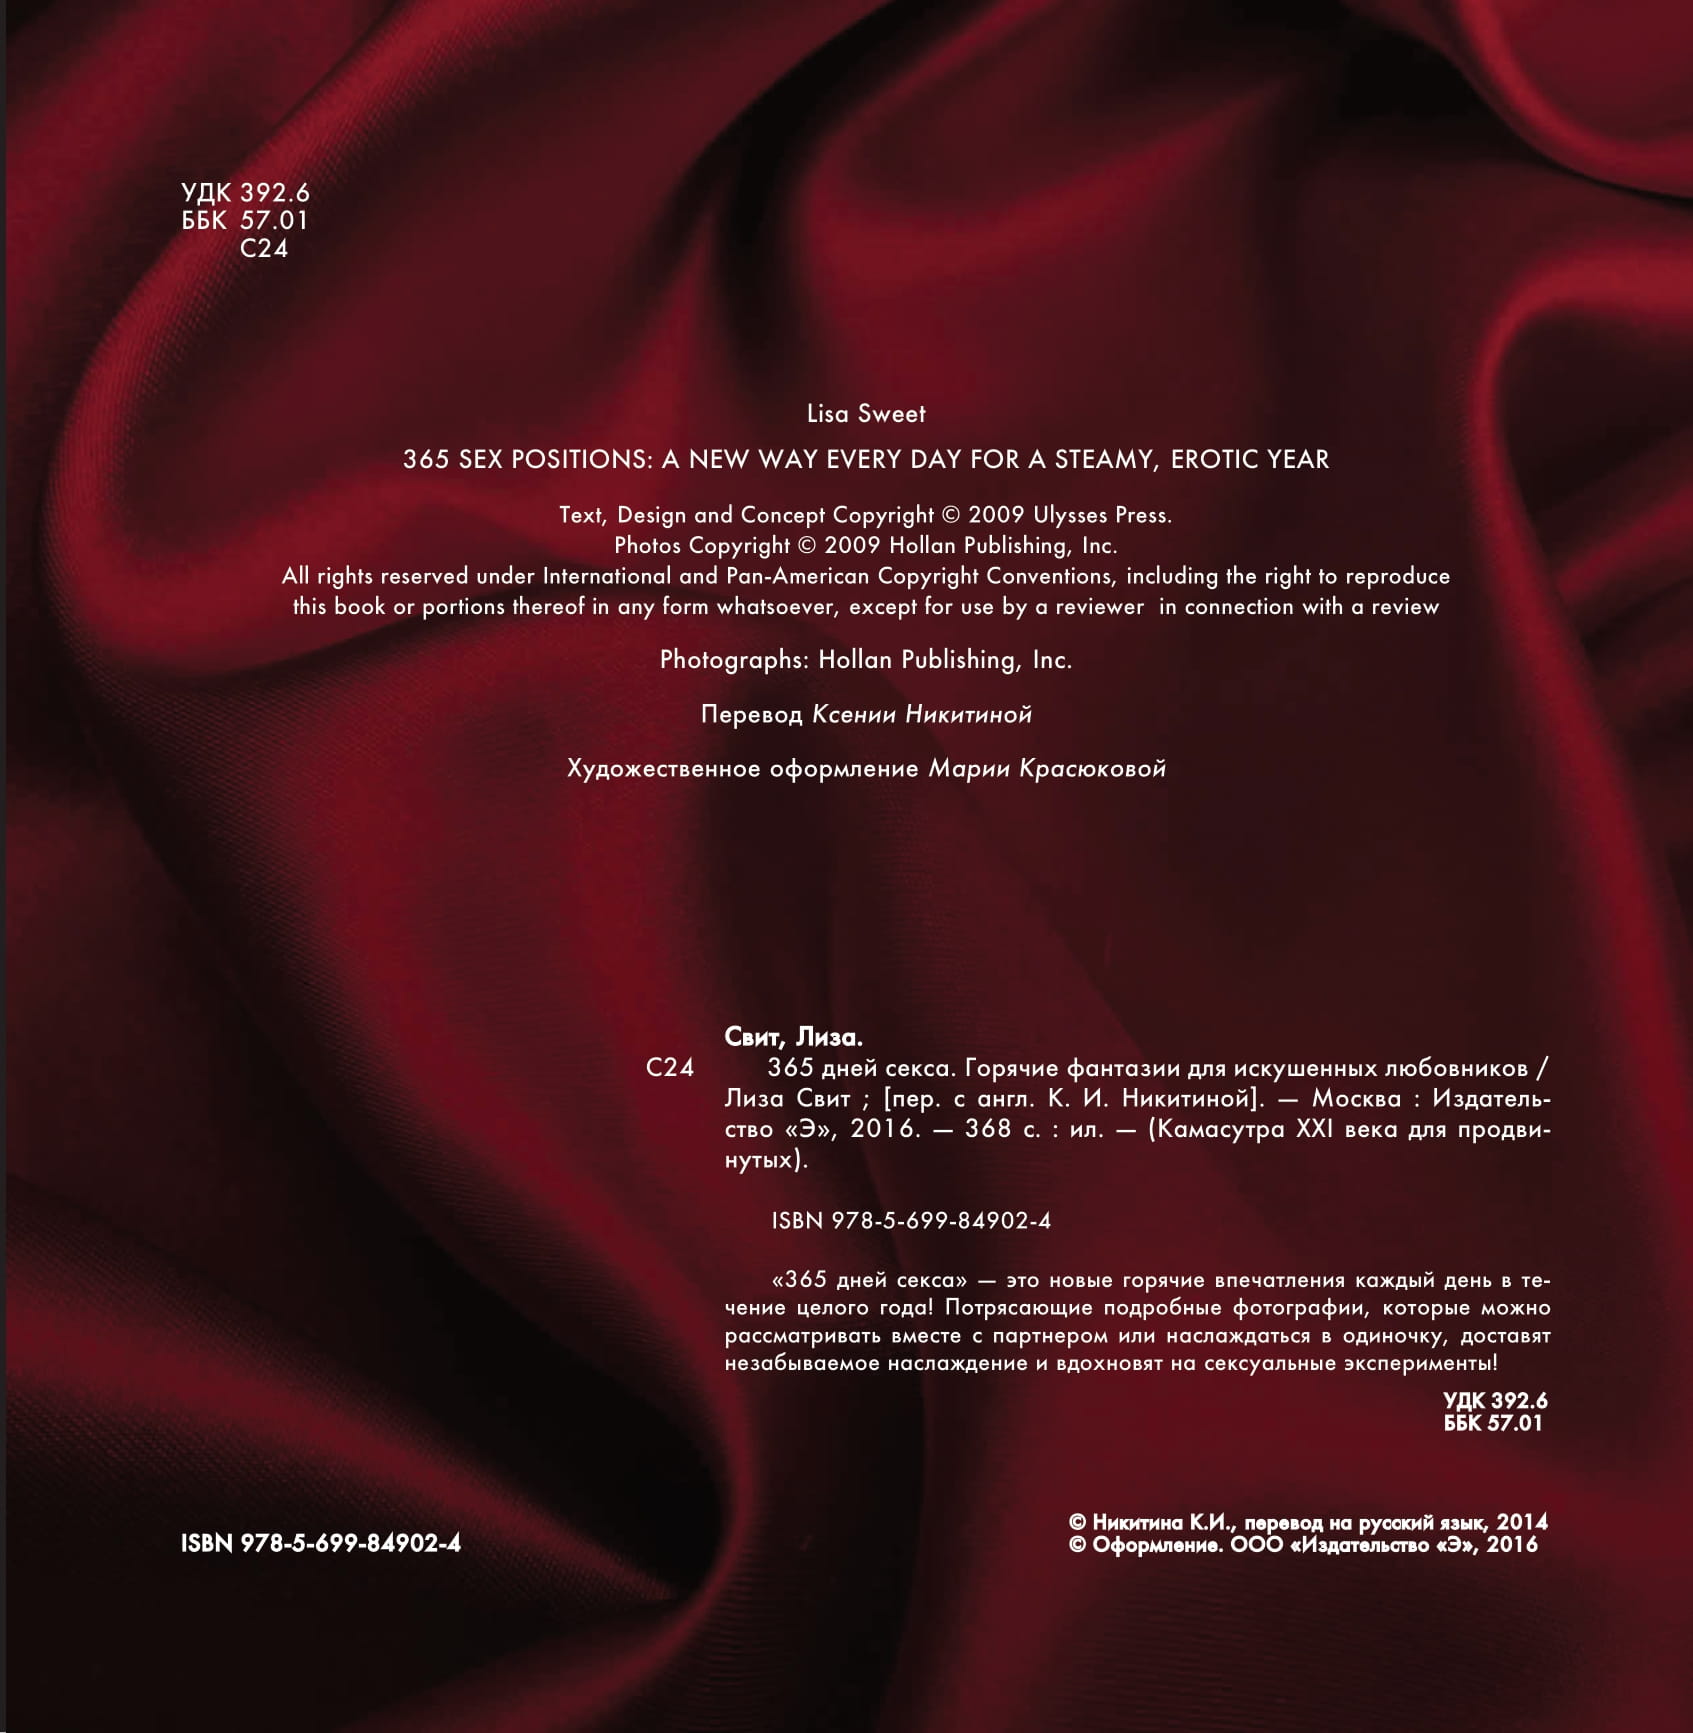 УДК 392.6
ББК 57.01
С24
Lisa Sweet
365 SEX POSITIONS: A NEW WAY EVERY DAY FOR A STEAMY, EROTIC YEAR
Text, Design and Concept Copyright © 2009 Ulysses Press.
Photos Copyright © 2009 Hollan Publishing, Inc.
All rights reserved under International and Pan-American Copyright Conventions, including the right to reproduce
this book or portions thereof in any form whatsoever, except for use by a reviewer in connection with a review
Photographs: Hollan Publishing, Inc.
Перевод Ксении Никитиной
Художественное оформление Марии Красюковой
Свит, Лиза.
С24 365 дней секса. Горячие фантазии для искушенных любовников /
Лиза Свит ; [пер. с англ. К. И. Никитиной]. — Москва : Издатель-
ство «Э», 2016. — 368 с. : ил. — (Камасутра XXI века для продви-
нутых).
ISBN 978-5-699-84902-4
«365 дней секса» — это новые горячие впечатления каждый день в те-
чение целого года! Потрясающие подробные фотографии, которые можно
рассматривать вместе с партнером или наслаждаться в одиночку, доставят
незабываемое наслаждение и вдохновят на сексуальные эксперименты!
УДК 392.6
ББК 57.01
ISBN 978-5-699-84902-4
© Никитина К.И., перевод на русский язык, 2014
© Оформление. ООО «Издательство «Э», 2016